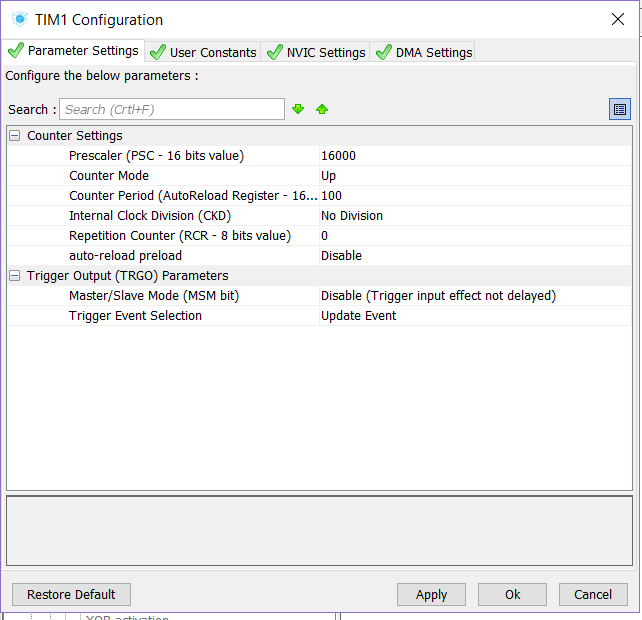 TIM1 Configuration
Parameter Settings User Constants NVIC Settings DMA Settings
Configure the below parameters :
Search : Search (Crtl+F)
Counter Settings
Prescaler (PSC - 16 bits value) 16000
Counter Mode Up
Counter Period (AutoReload Register - 16... 100
Internal Clock Division (CKD) No Division
Repetition Counter (RCR - 8 bits value) 0
auto-reload preload Disable
Trigger Output (TRGO) Parameters
Master/Slave Mode (MSM bit) Disable (Trigger input effect not delayed)
Trigger Event Selection Update Event
Restore Default Apply Ok Cancel